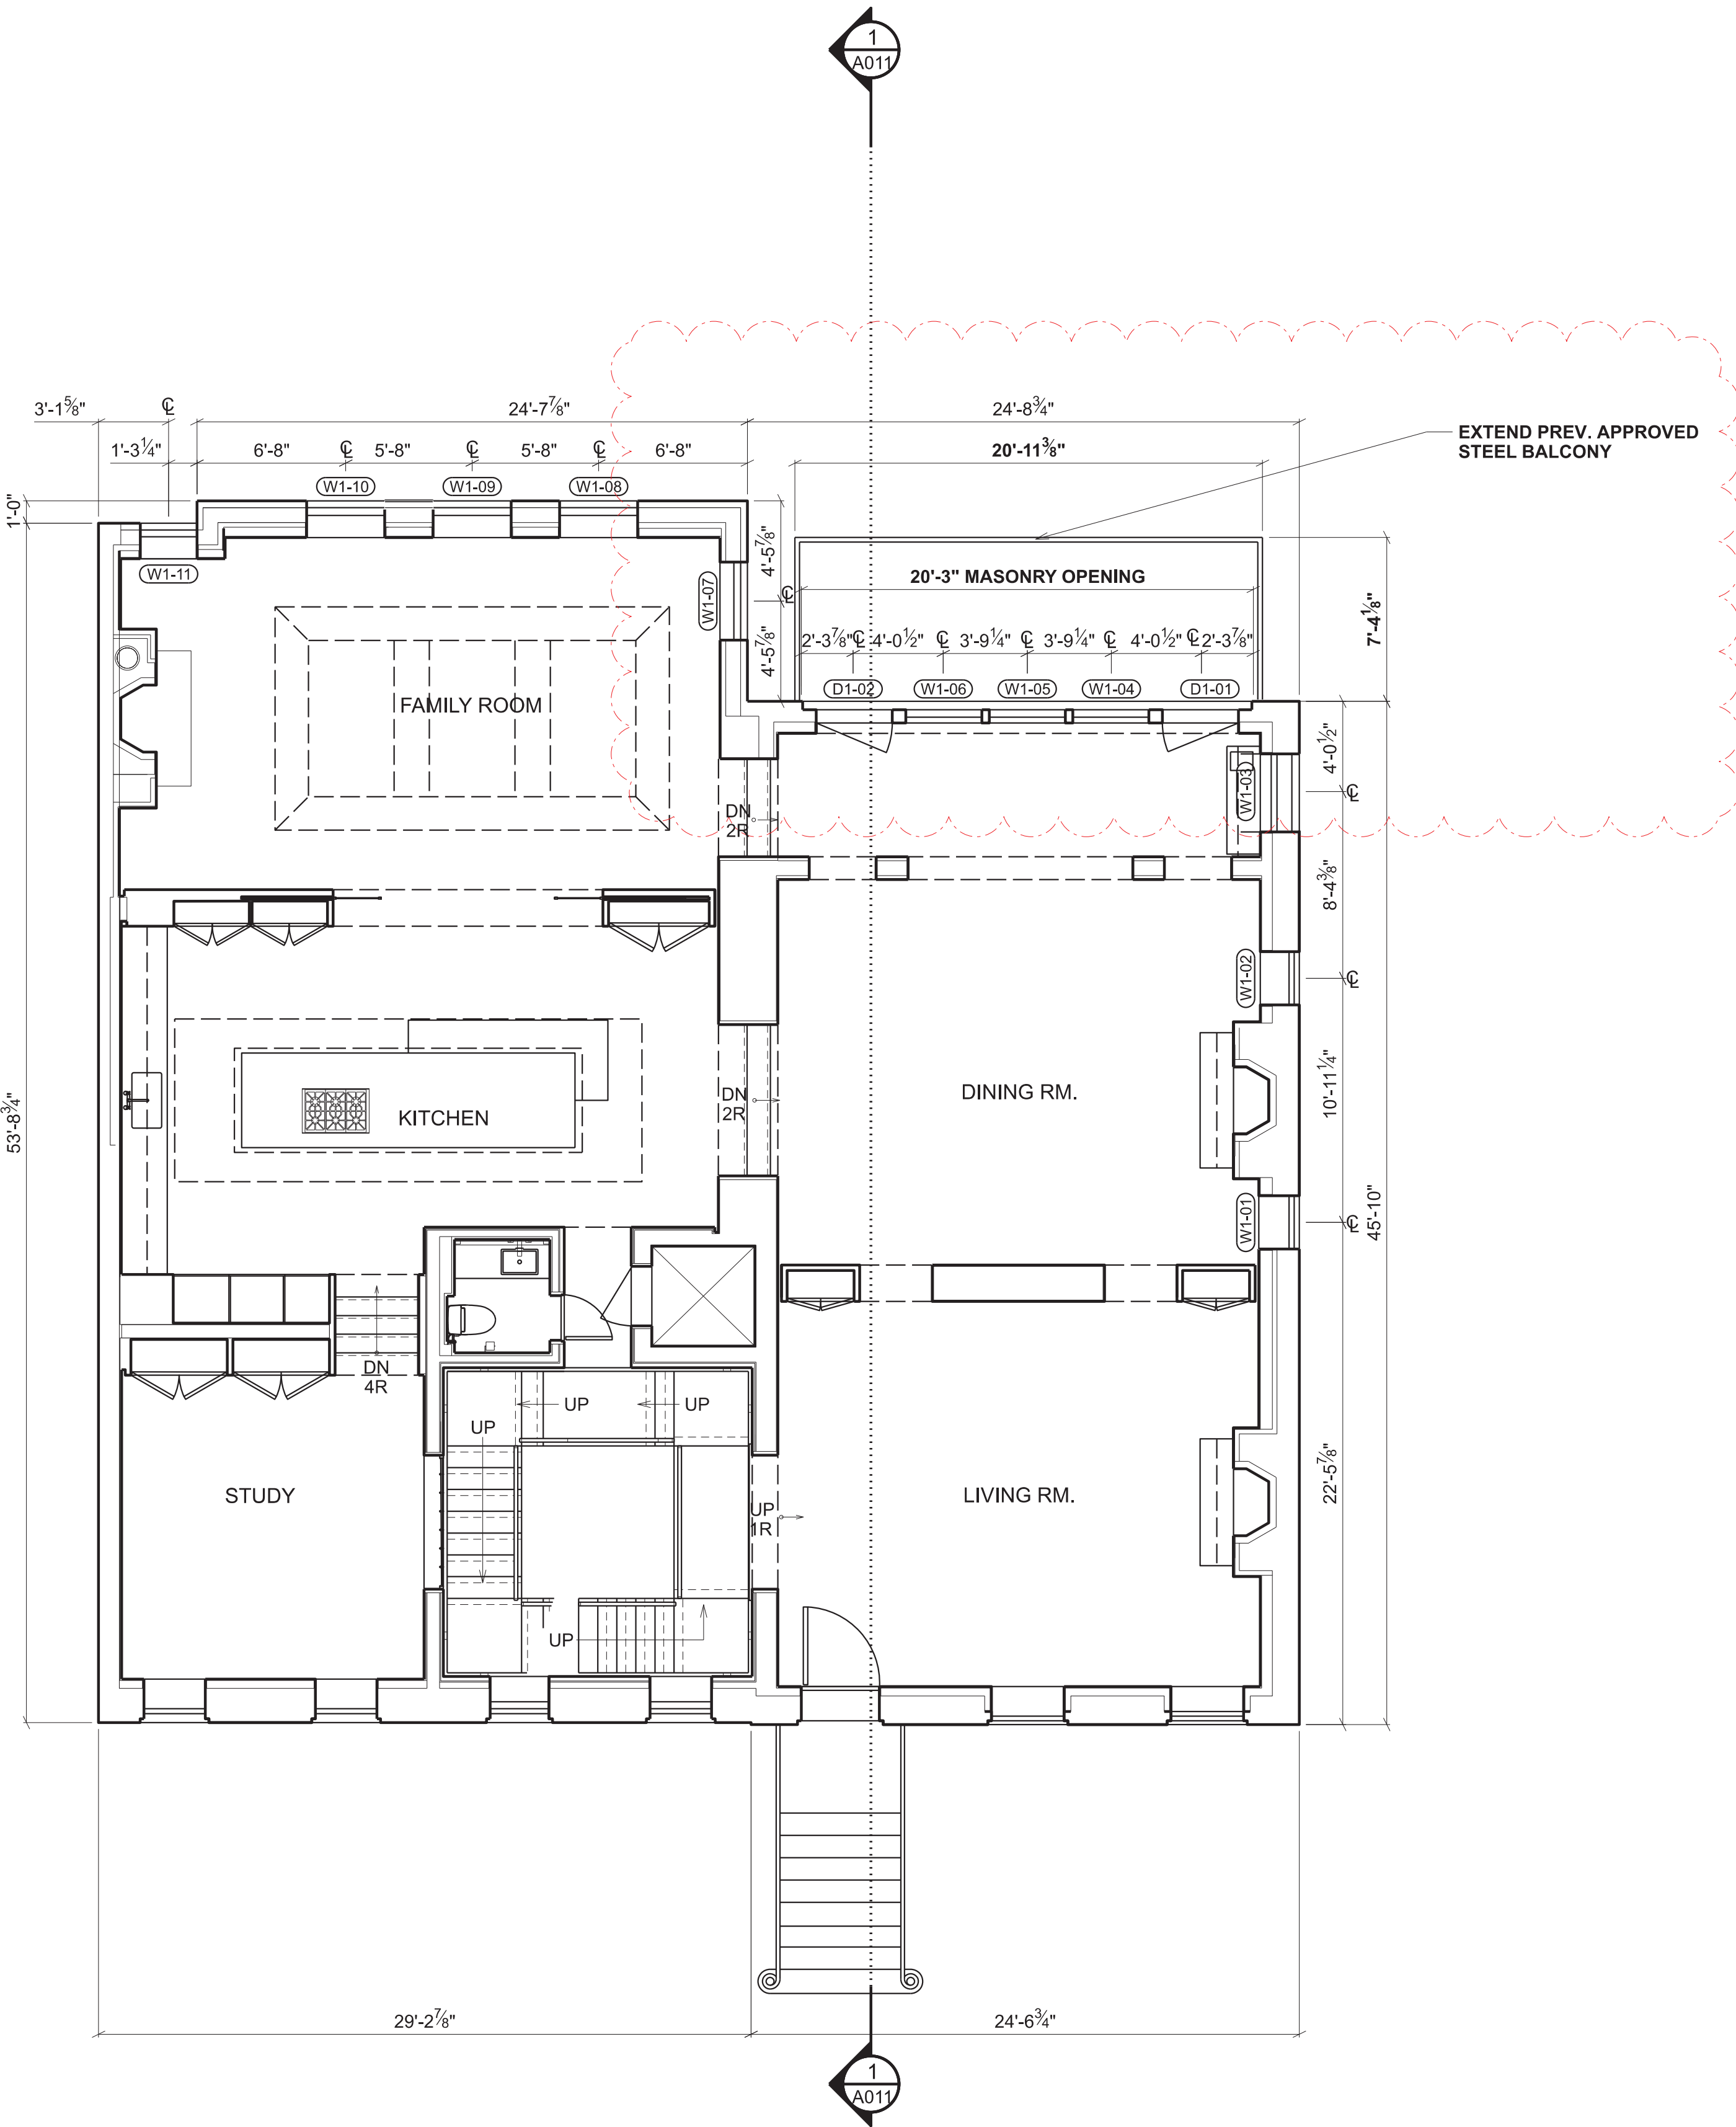 1
A011
3'-1⅝"
℄
24'-7⅞"
24'-8¾"
EXTEND PREV. APPROVED
STEEL BALCONY
1'-3¼"
6'-8"
℄
5'-8"
℄
5'-8"
℄
6'-8"
20'-11⅜"
W1-10
W1-09
W1-08
1'-0"
4'-5⅞"
W1-11
W1-07
℄
20'-3" MASONRY OPENING
7'-4⅛"
4'-5⅞"
2'-3⅞"
℄
4'-0½"
℄
3'-9¼"
℄
3'-9¼"
℄
4'-0½"
℄
2'-3⅞"
D1-02
W1-06
W1-05
W1-04
D1-01
FAMILY ROOM
4'-0½"
W1-03
℄
DN
2R
8'-4⅜"
W1-02
℄
53'-8¾"
KITCHEN
DN
2R
DINING RM.
10'-11¼"
W1-01
℄
45'-10"
DN
4R
UP
UP
UP
STUDY
UP
1R
LIVING RM.
22'-5⅞"
UP
29'-2⅞"
24'-6¾"
1
A011